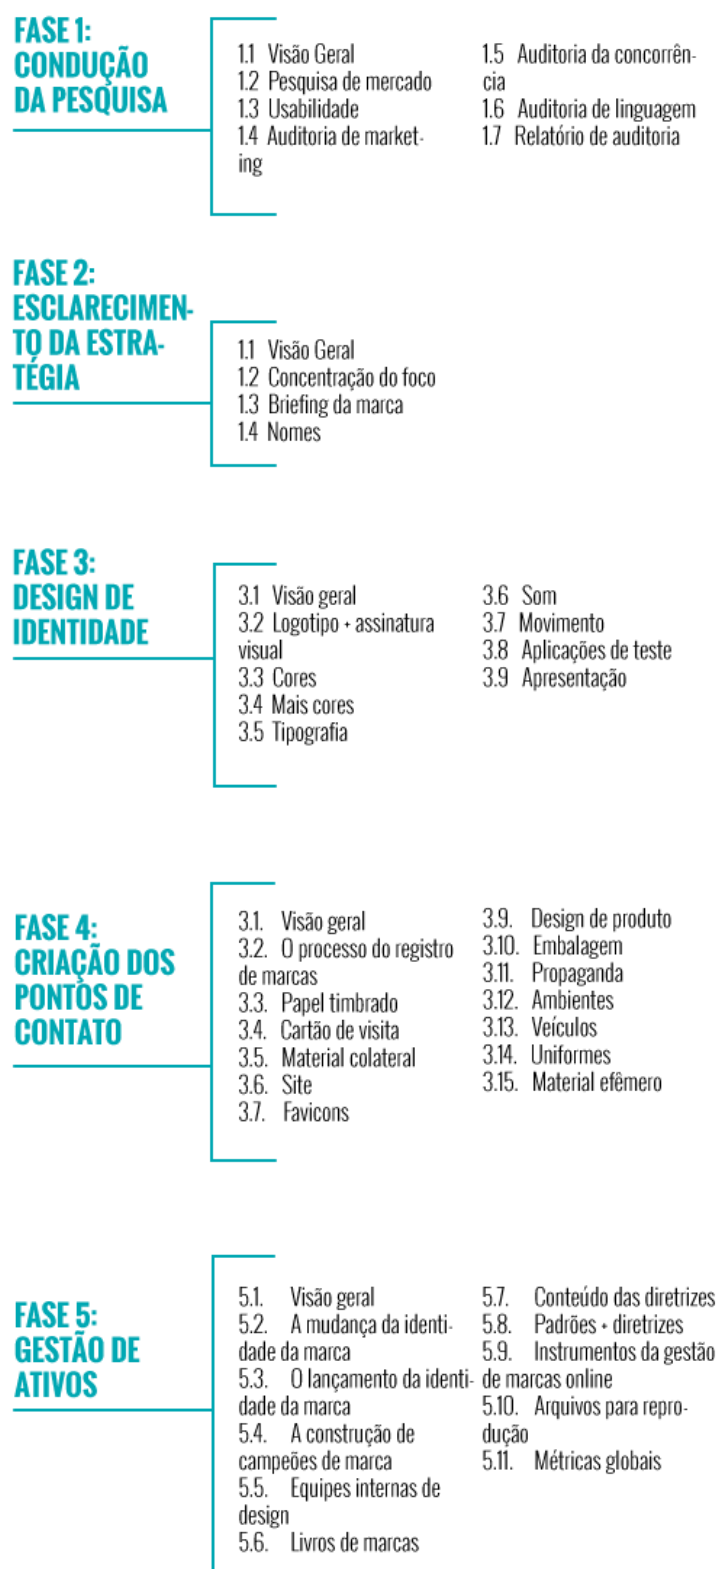 FASE 1:
CONDUÇÃO
DA PESQUISA
1.1 Visão Geral
1.2 Pesquisa de mercado
1.3 Usabilidade
1.4 Auditoria de market-
ing
1.5 Auditoria da concorrên-
cia
1.6 Auditoria de linguagem
1.7 Relatório de auditoria
FASE 2:
ESCLARECIMEN-
TO DA ESTRA-
TÉGIA
1.1 Visão Geral
1.2 Concentração do foco
1.3 Briefing da marca
1.4 Nomes
FASE 3:
DESIGN DE
IDENTIDADE
3.1 Visão geral
3.2 Logotipo + assinatura
visual
3.3 Cores
3.4 Mais cores
3.5 Tipografia
3.6 Som
3.7 Movimento
3.8 Aplicações de teste
3.9 Apresentação
FASE 4:
CRIAÇÃO DOS
PONTOS DE
CONTATO
3.1. Visão geral
3.2. O processo do registro
de marcas
3.3. Papel timbrado
3.4. Cartão de visita
3.5. Material colateral
3.6. Site
3.7. Favicons
3.9. Design de produto
3.10. Embalagem
3.11. Propaganda
3.12. Ambientes
3.13. Veículos
3.14. Uniformes
3.15. Material efêmero
FASE 5:
GESTÃO DE
ATIVOS
5.1. Visão geral
5.2. A mudança da identi-
dade da marca
5.3. O lançamento da identi-
dade da marca
5.4. A construção de
campeões de marca
5.5. Equipes internas de
design
5.6. Livros de marcas
5.7. Conteúdo das diretrizes
5.8. Padrões + diretrizes
5.9. Instrumentos da gestão
de marcas online
5.10. Arquivos para repro-
dução
5.11. Métricas globais